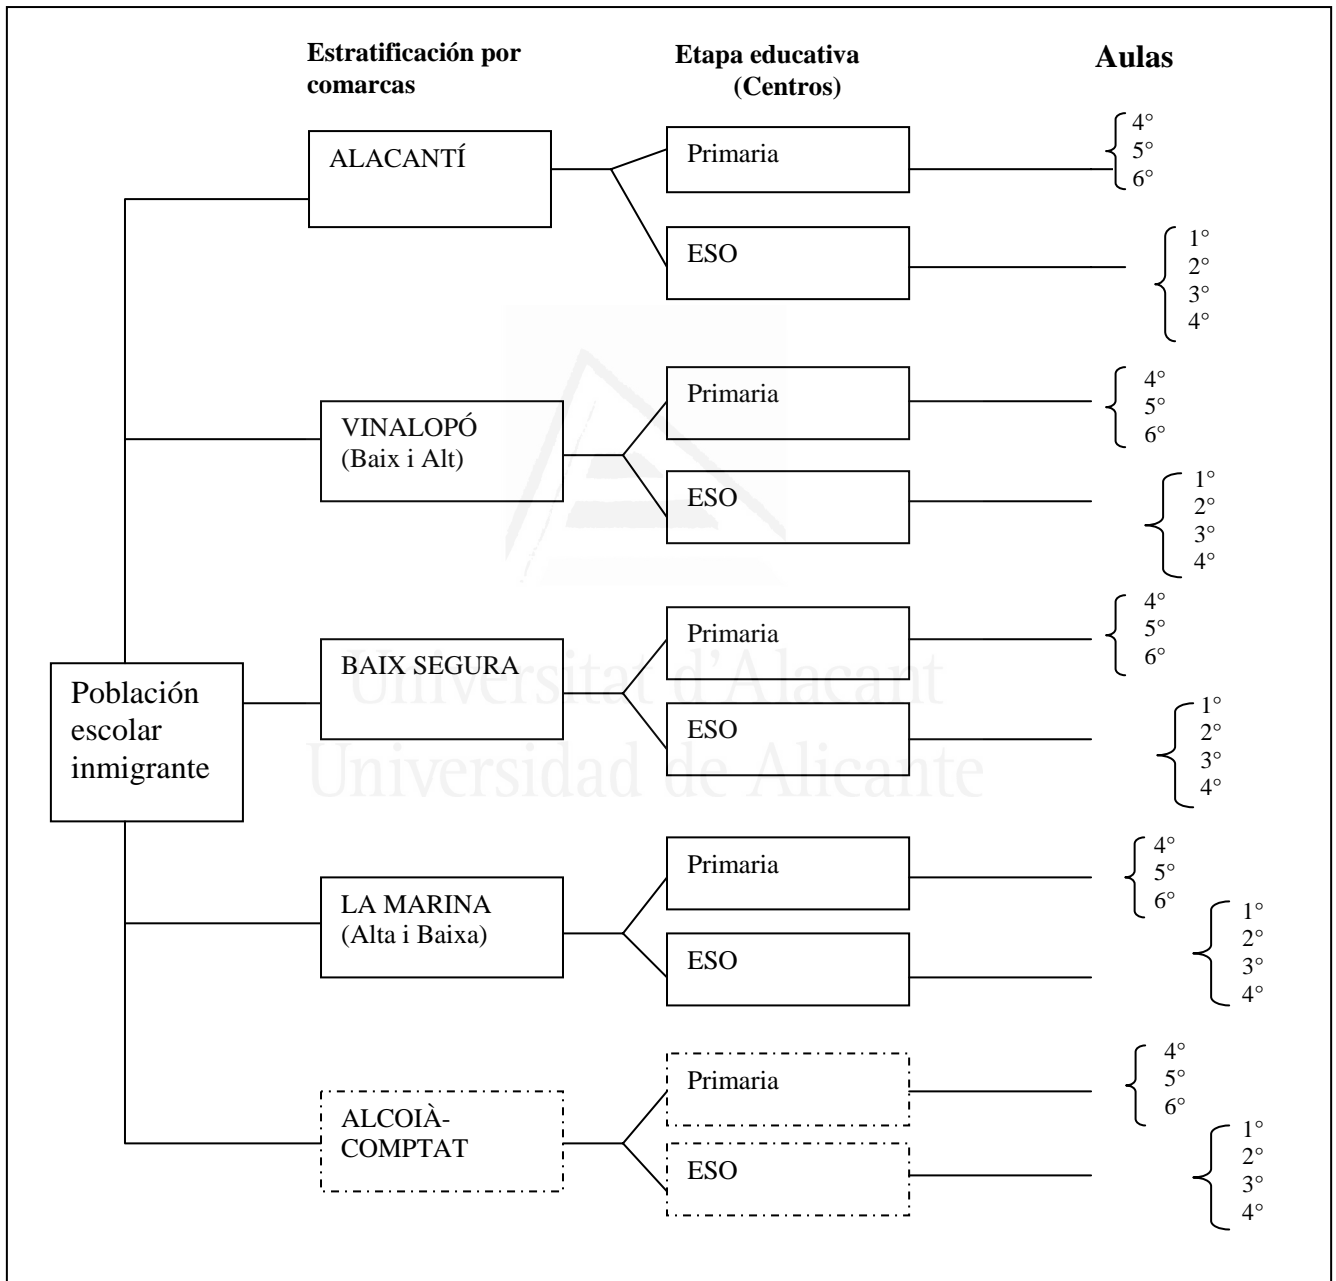 Estratificación por
comarcas
Etapa educativa
(Centros)
Aulas
ALACANTÍ
Primaria
4°
5°
6°
ESO
1°
2°
3°
4°
VINALOPÓ
(Baix i Alt)
Primaria
4°
5°
6°
ESO
1°
2°
3°
4°
Población
escolar
inmigrante
BAIX SEGURA
Primaria
4°
5°
6°
ESO
1°
2°
3°
4°
Universitat d'Alacant
Universidad de Alicante
LA MARINA
(Alta i Baixa)
Primaria
4°
5°
6°
ESO
1°
2°
3°
4°
ALCOIÀ-
COMPTAT
Primaria
4°
5°
6°
ESO
1°
2°
3°
4°